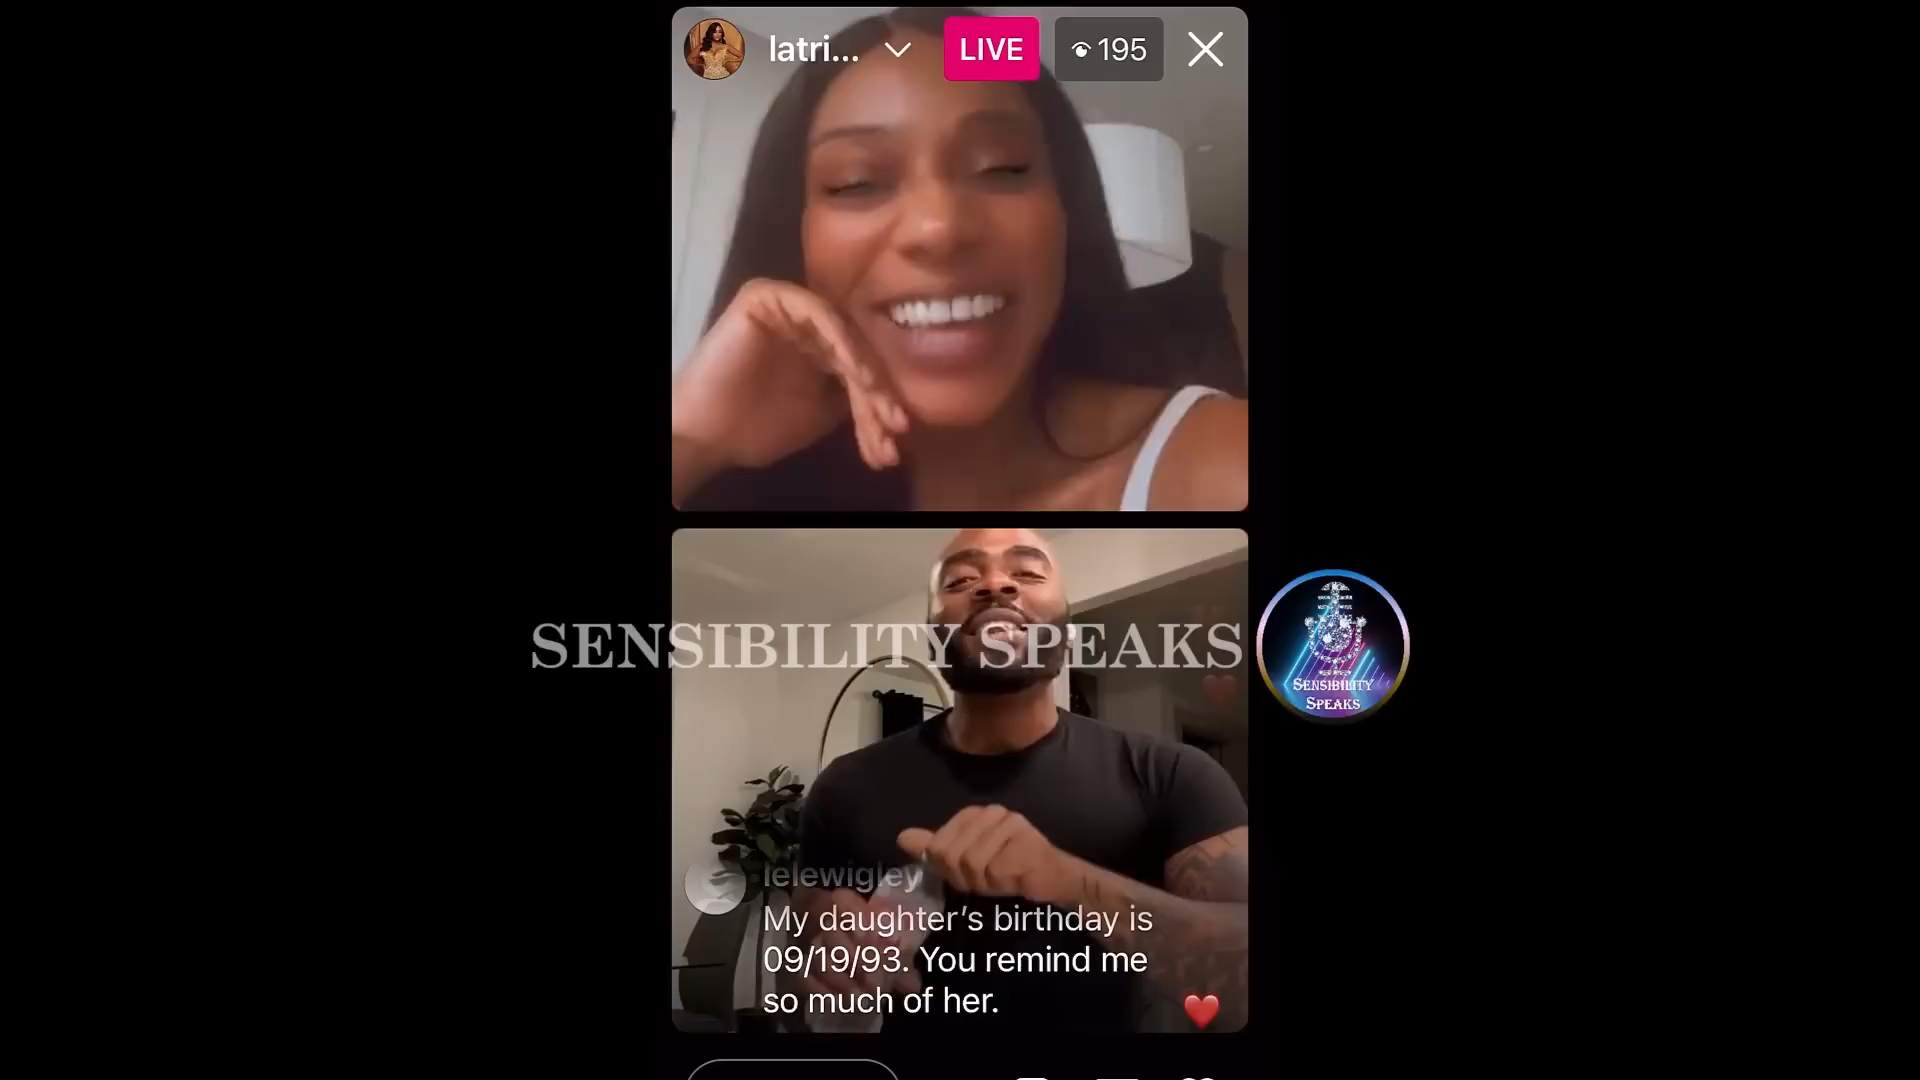 latri...
LIVE
195
SENSIBILITY SPEAKS
SENSIBILITY
SPEAKS
lelewigley
My daughter’s birthday is
09/19/93. You remind me
so much of her.